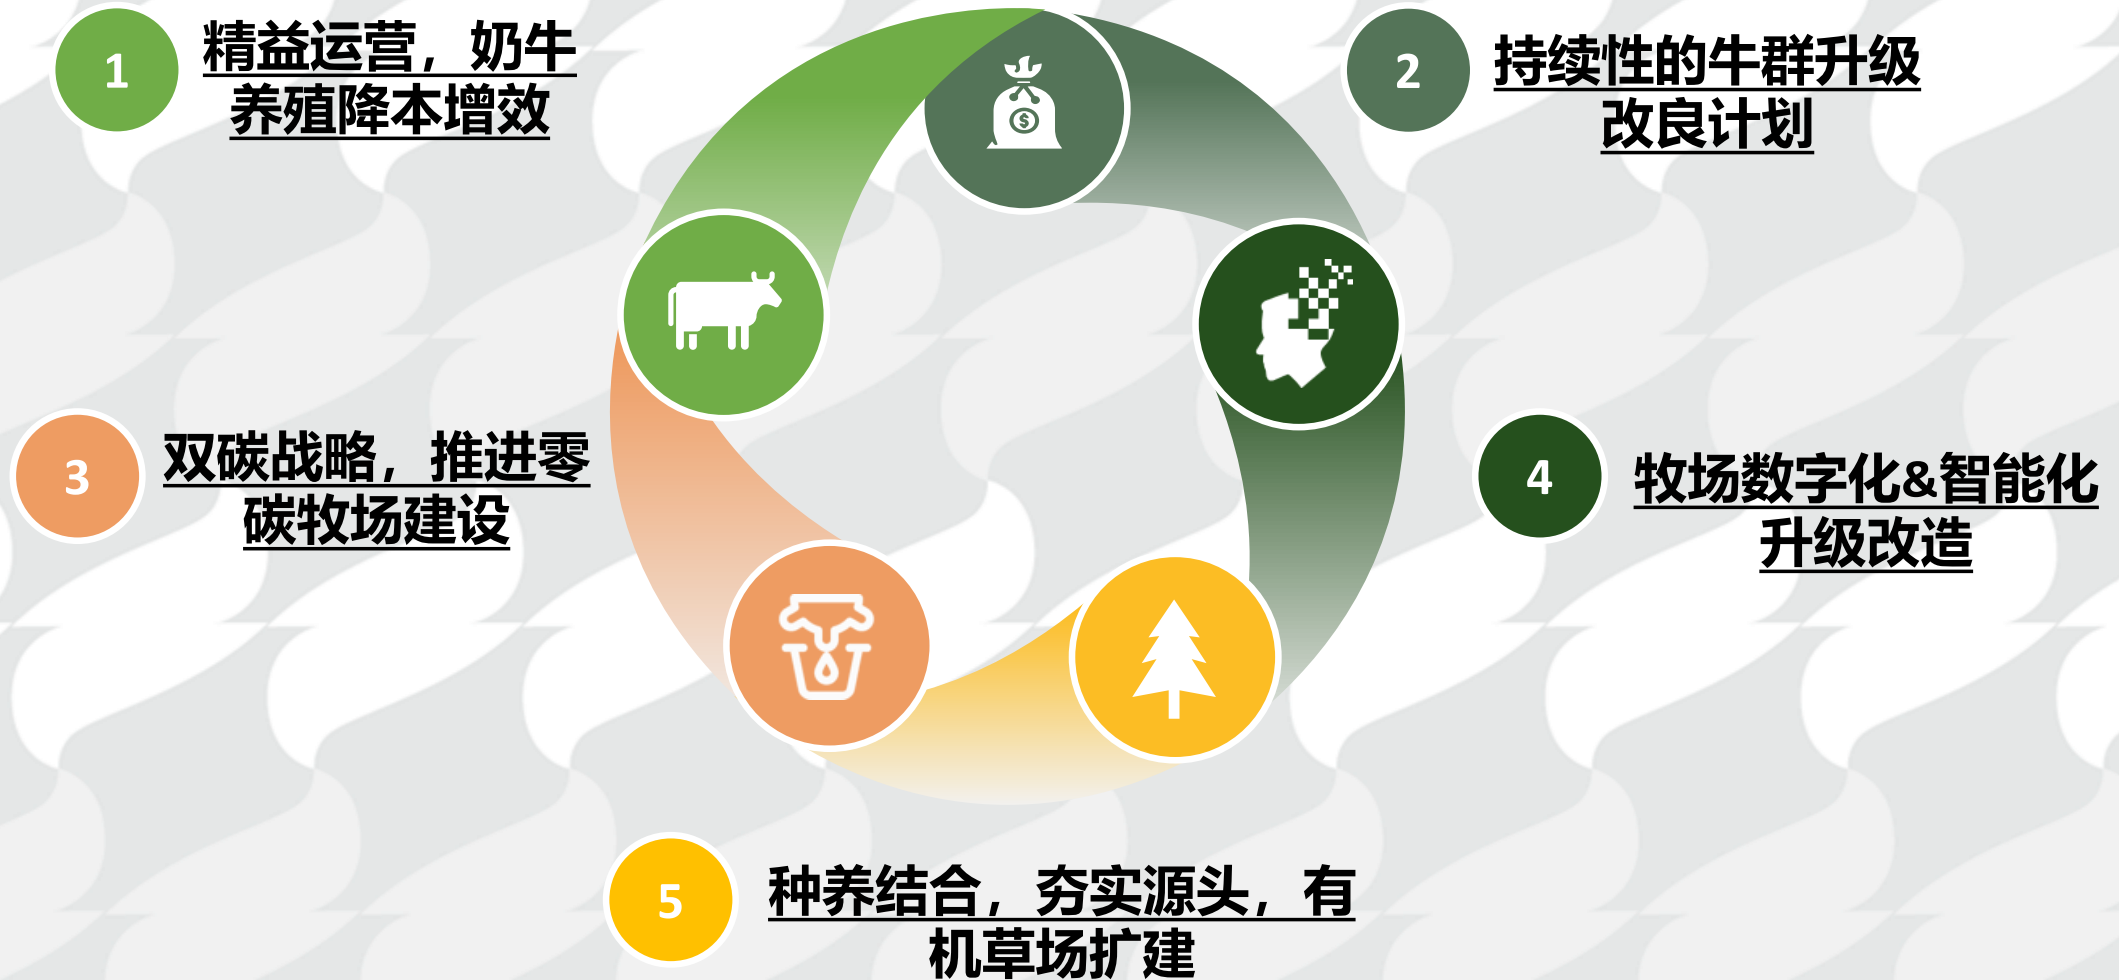 1
精益运营，奶牛
养殖降本增效
2
持续性的牛群升级
改良计划
3
双碳战略，推进零
碳牧场建设
4
牧场数字化&智能化
升级改造
5
种养结合，夯实源头，有
机草场扩建
$